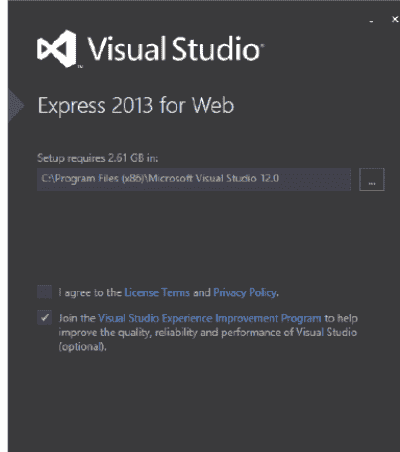 Visual Studio
Express 2013 for Web
Setup requires 2.61 GB in:
C:\Program Files (x86)\Microsoft Visual Studio 12.0
...
I agree to the License Terms and Privacy Policy.
Join the Visual Studio Experience Improvement Program to help
improve the quality, reliability and performance of Visual Studio
(optional).